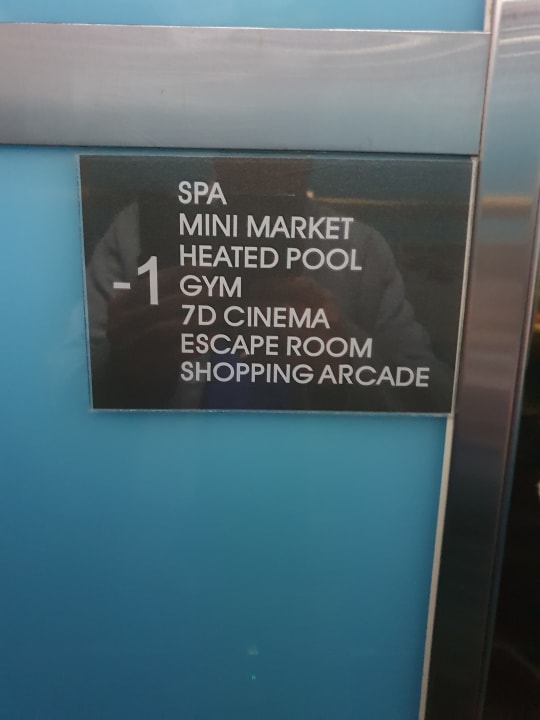 SPA
MINI MARKET
HEATED POOL
-1 GYM
7D CINEMA
ESCAPE ROOM
SHOPPING ARCADE